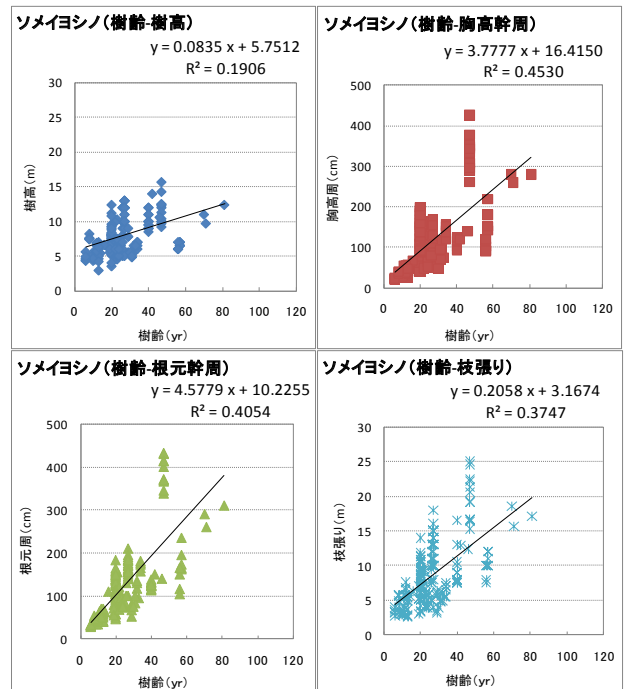 ソメイヨシノ(樹齢-樹高)
y = 0.0835 x + 5.7512
R² = 0.1906
30
25
20
15
10
5
0
樹高(m)
0 20 40 60 80 100 120
樹齢(yr)
ソメイヨシノ(樹齢-胸高幹周)
y = 3.7777 x + 16.4150
R² = 0.4530
500
400
300
200
100
0
胸高周(cm)
0 20 40 60 80 100 120
樹齢(yr)
ソメイヨシノ(樹齢-根元幹周)
y = 4.5779 x + 10.2255
R² = 0.4054
500
400
300
200
100
0
根元周(cm)
0 20 40 60 80 100 120
樹齢(yr)
ソメイヨシノ(樹齢-枝張り)
y = 0.2058 x + 3.1674
R² = 0.3747
30
25
20
15
10
5
0
枝張り(m)
0 20 40 60 80 100 120
樹齢(yr)